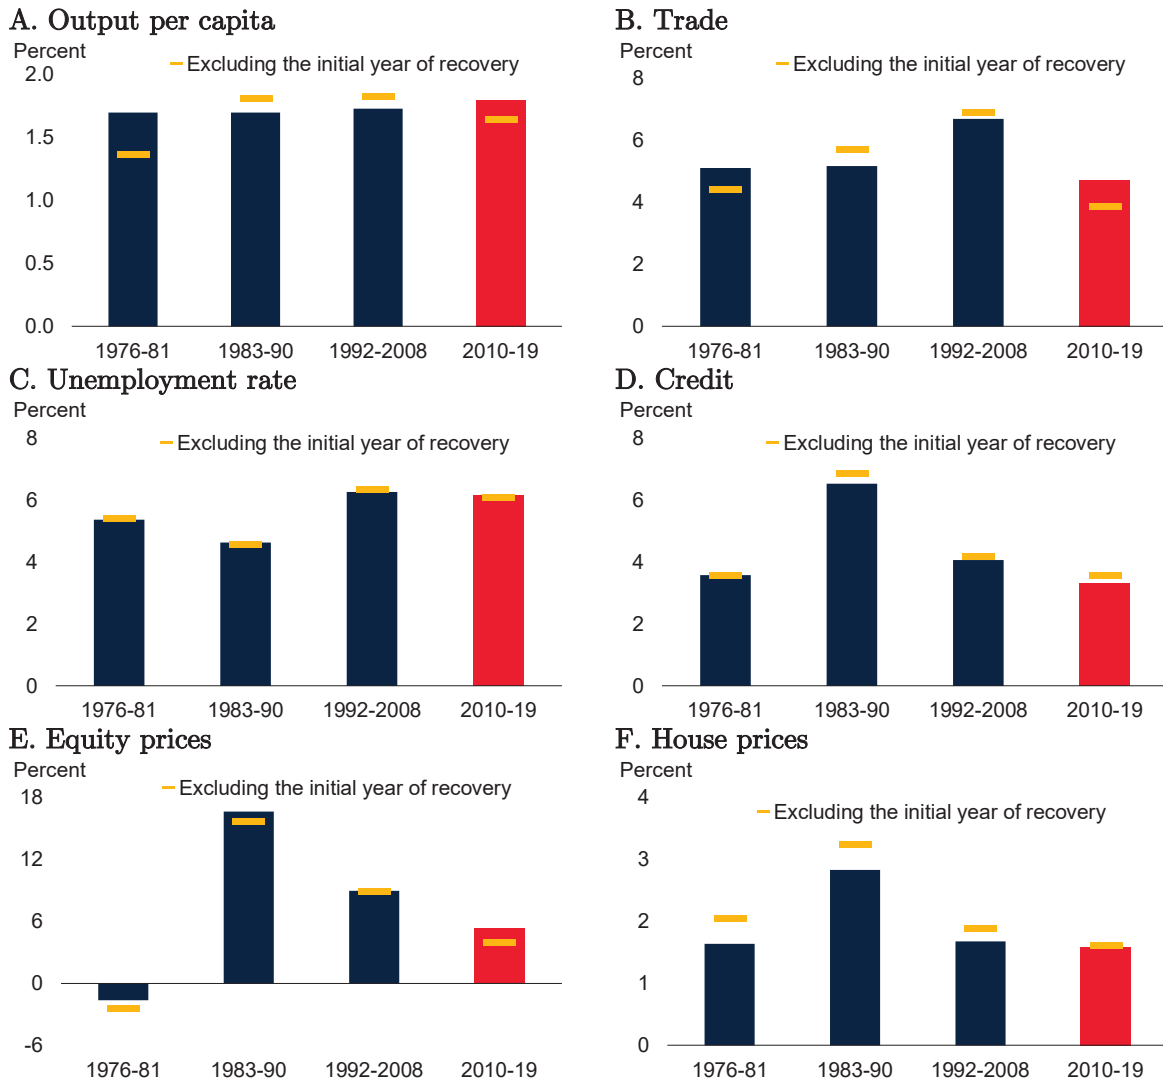 A. Output per capita
Percent
Excluding the initial year of recovery
2.0
1.5
1.0
0.5
0.0
1976-81 1983-90 1992-2008 2010-19
B. Trade
Percent
Excluding the initial year of recovery
8
6
4
2
0
1976-81 1983-90 1992-2008 2010-19
C. Unemployment rate
Percent
8
Excluding the initial year of recovery
6
4
2
0
1976-81 1983-90 1992-2008 2010-19
D. Credit
Percent
8
Excluding the initial year of recovery
6
4
2
0
1976-81 1983-90 1992-2008 2010-19
E. Equity prices
Percent
Excluding the initial year of recovery
18
12
6
0
-6
1976-81 1983-90 1992-2008 2010-19
F. House prices
Percent
4
Excluding the initial year of recovery
3
2
1
0
1976-81 1983-90 1992-2008 2010-19